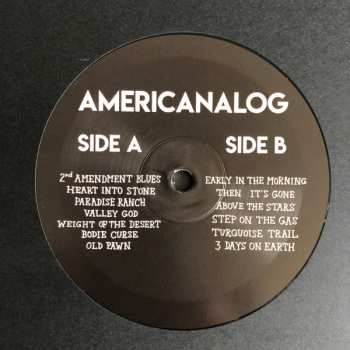 AMERICANALOG
SIDE A
2nd AMENDMENT BLUES
HEART INTO STONE
PARADISE RANCH
VALLEY GOD
WEIGHT OF THE DESERT
BODIE CURSE
OLD PAWN
SIDE B
EARLY IN THE MORNING
THEN IT'S GONE
ABOVE THE STARS
STEP ON THE GAS
TURQUOISE TRAIL
3 DAYS ON EARTH